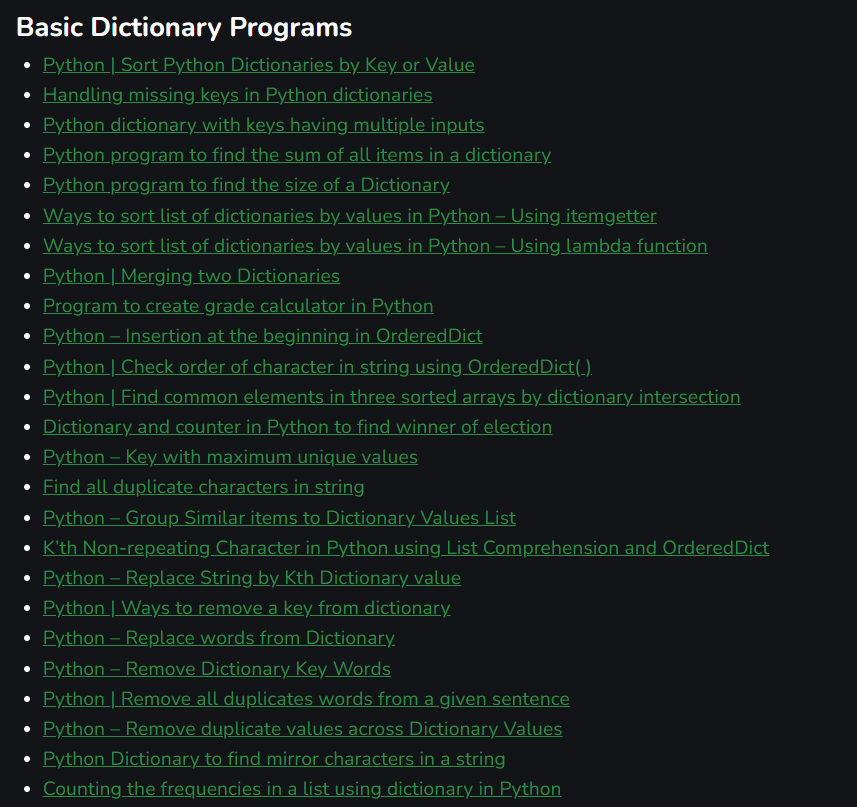 Basic Dictionary Programs
Python | Sort Python Dictionaries by Key or Value
Handling missing keys in Python dictionaries
Python dictionary with keys having multiple inputs
Python program to find the sum of all items in a dictionary
Python program to find the size of a Dictionary
Ways to sort list of dictionaries by values in Python – Using itemgetter
Ways to sort list of dictionaries by values in Python – Using lambda function
Python | Merging two Dictionaries
Program to create grade calculator in Python
Python – Insertion at the beginning in OrderedDict
Python | Check order of character in string using OrderedDict( )
Python | Find common elements in three sorted arrays by dictionary intersection
Dictionary and counter in Python to find winner of election
Python – Key with maximum unique values
Find all duplicate characters in string
Python – Group Similar items to Dictionary Values List
K'th Non-repeating Character in Python using List Comprehension and OrderedDict
Python – Replace String by Kth Dictionary value
Python | Ways to remove a key from dictionary
Python – Replace words from Dictionary
Python – Remove Dictionary Key Words
Python | Remove all duplicates words from a given sentence
Python – Remove duplicate values across Dictionary Values
Python Dictionary to find mirror characters in a string
Counting the frequencies in a list using dictionary in Python